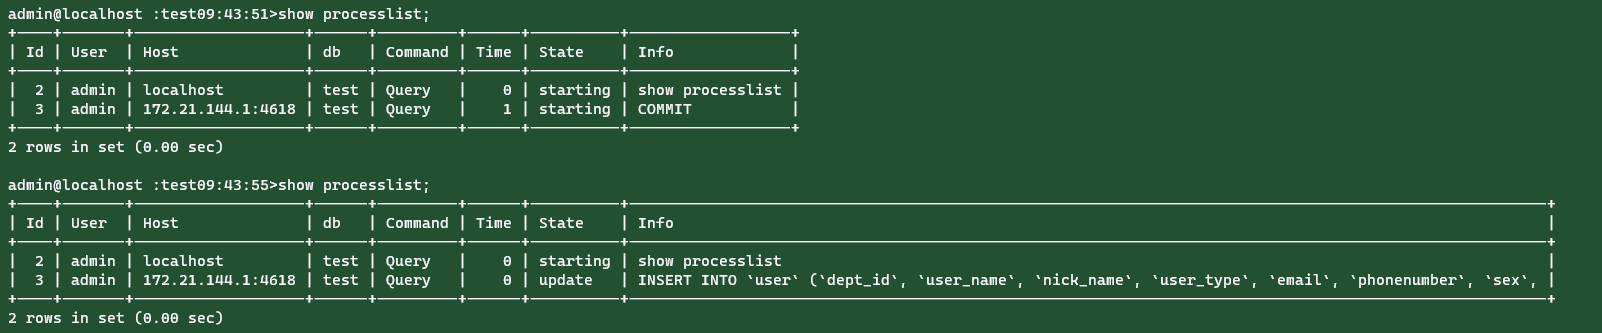 admin@localhost :test09:43:51>show processlist;
+----+-------+-------------------+------+---------+------+----------+------------------+
| Id | User  | Host              | db   | Command | Time | State    | Info             |
+----+-------+-------------------+------+---------+------+----------+------------------+
|  2 | admin | localhost         | test | Query   |    0 | starting | show processlist |
|  3 | admin | 172.21.144.1:4618 | test | Query   |    1 | starting | COMMIT           |
+----+-------+-------------------+------+---------+------+----------+------------------+
2 rows in set (0.00 sec)
admin@localhost :test09:43:55>show processlist;
+----+-------+-------------------+------+---------+------+----------+------------------------------------------------------------------------------------------------------+
| Id | User  | Host              | db   | Command | Time | State    | Info                                                                                                 |
+----+-------+-------------------+------+---------+------+----------+------------------------------------------------------------------------------------------------------+
|  2 | admin | localhost         | test | Query   |    0 | starting | show processlist                                                                                     |
|  3 | admin | 172.21.144.1:4618 | test | Query   |    0 | update   | INSERT INTO `user` (`dept_id`, `user_name`, `nick_name`, `user_type`, `email`, `phonenumber`, `sex`, |
+----+-------+-------------------+------+---------+------+----------+------------------------------------------------------------------------------------------------------+
2 rows in set (0.00 sec)